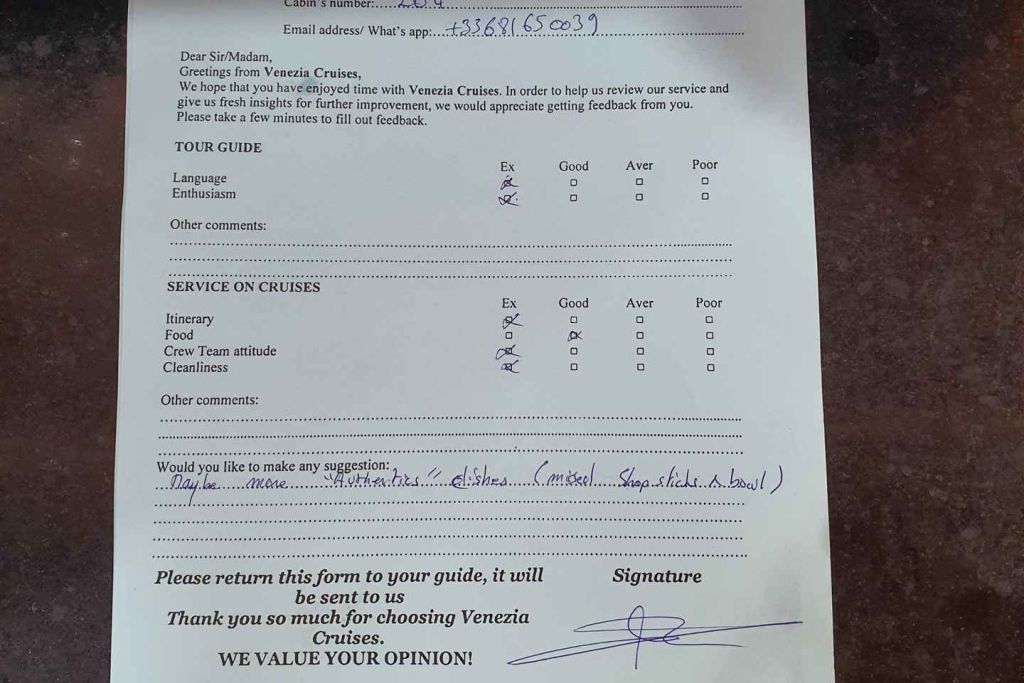 Cabin's number:....204
Email address/ What's app:...+33681650039
Dear Sir/Madam,
Greetings from Venezia Cruises,
We hope that you have enjoyed time with Venezia Cruises. In order to help us review our service and
give us fresh insights for further improvement, we would appreciate getting feedback from you.
Please take a few minutes to fill out feedback.
TOUR GUIDE
Ex Good Aver Poor
Language
Enthusiasm
Other comments:
SERVICE ON CRUISES
Ex Good Aver Poor
Itinerary
Food
Crew Team attitude
Cleanliness
Other comments:
Would you like to make any suggestion:
Maybe more "Authentics" dishes (mixed Shop sticks & bowl)
Please return this form to your guide, it will
be sent to us
Thank you so much for choosing Venezia
Cruises.
WE VALUE YOUR OPINION!
Signature